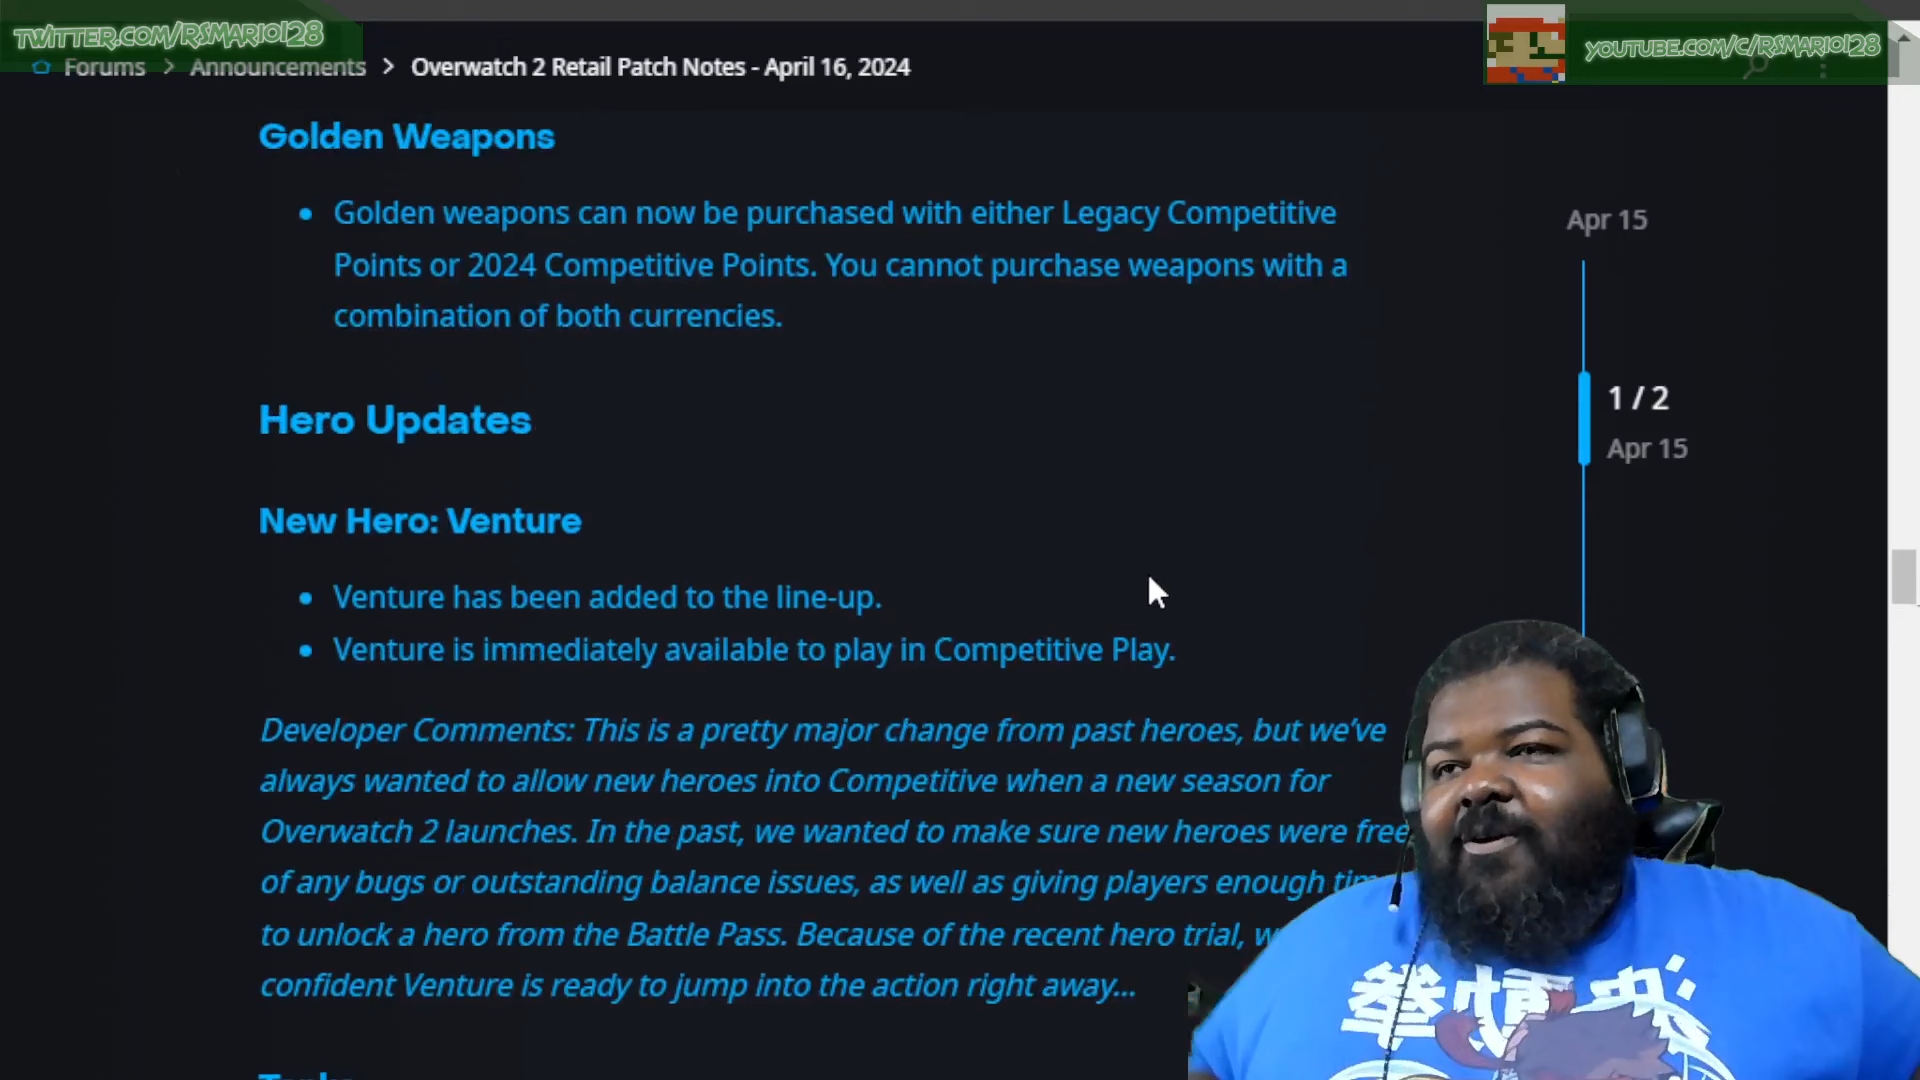 TWITTER.COM/RSMARIO128
YOUTUBE.COM/C/RSMARIO128
Forums > Announcements > Overwatch 2 Retail Patch Notes - April 16, 2024
Golden Weapons
• Golden weapons can now be purchased with either Legacy Competitive
Points or 2024 Competitive Points. You cannot purchase weapons with a
combination of both currencies.
Apr 15
1 / 2
Apr 15
Hero Updates
New Hero: Venture
• Venture has been added to the line-up.
• Venture is immediately available to play in Competitive Play.
Developer Comments: This is a pretty major change from past heroes, but we've
always wanted to allow new heroes into Competitive when a new season for
Overwatch 2 launches. In the past, we wanted to make sure new heroes were free
of any bugs or outstanding balance issues, as well as giving players enough
to unlock a hero from the Battle Pass. Because of the recent hero trial,
confident Venture is ready to jump into the action right away...